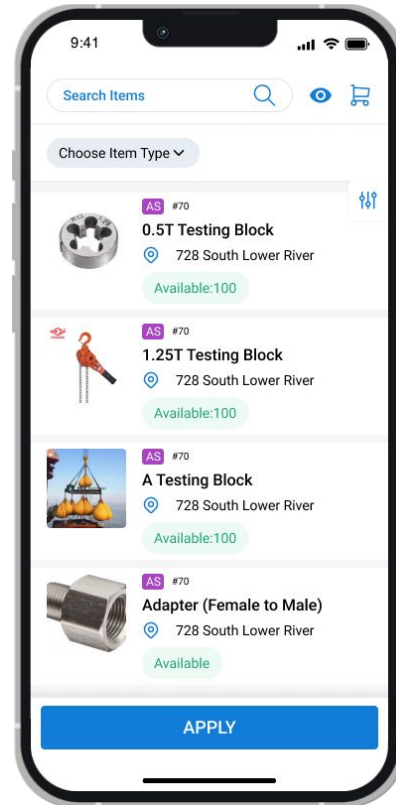 9:41
Search Items
Choose Item Type
AS #70
0.5T Testing Block
728 South Lower River
Available:100
AS #70
1.25T Testing Block
728 South Lower River
Available:100
AS #70
A Testing Block
728 South Lower River
Available:100
AS #70
Adapter (Female to Male)
728 South Lower River
Available
APPLY